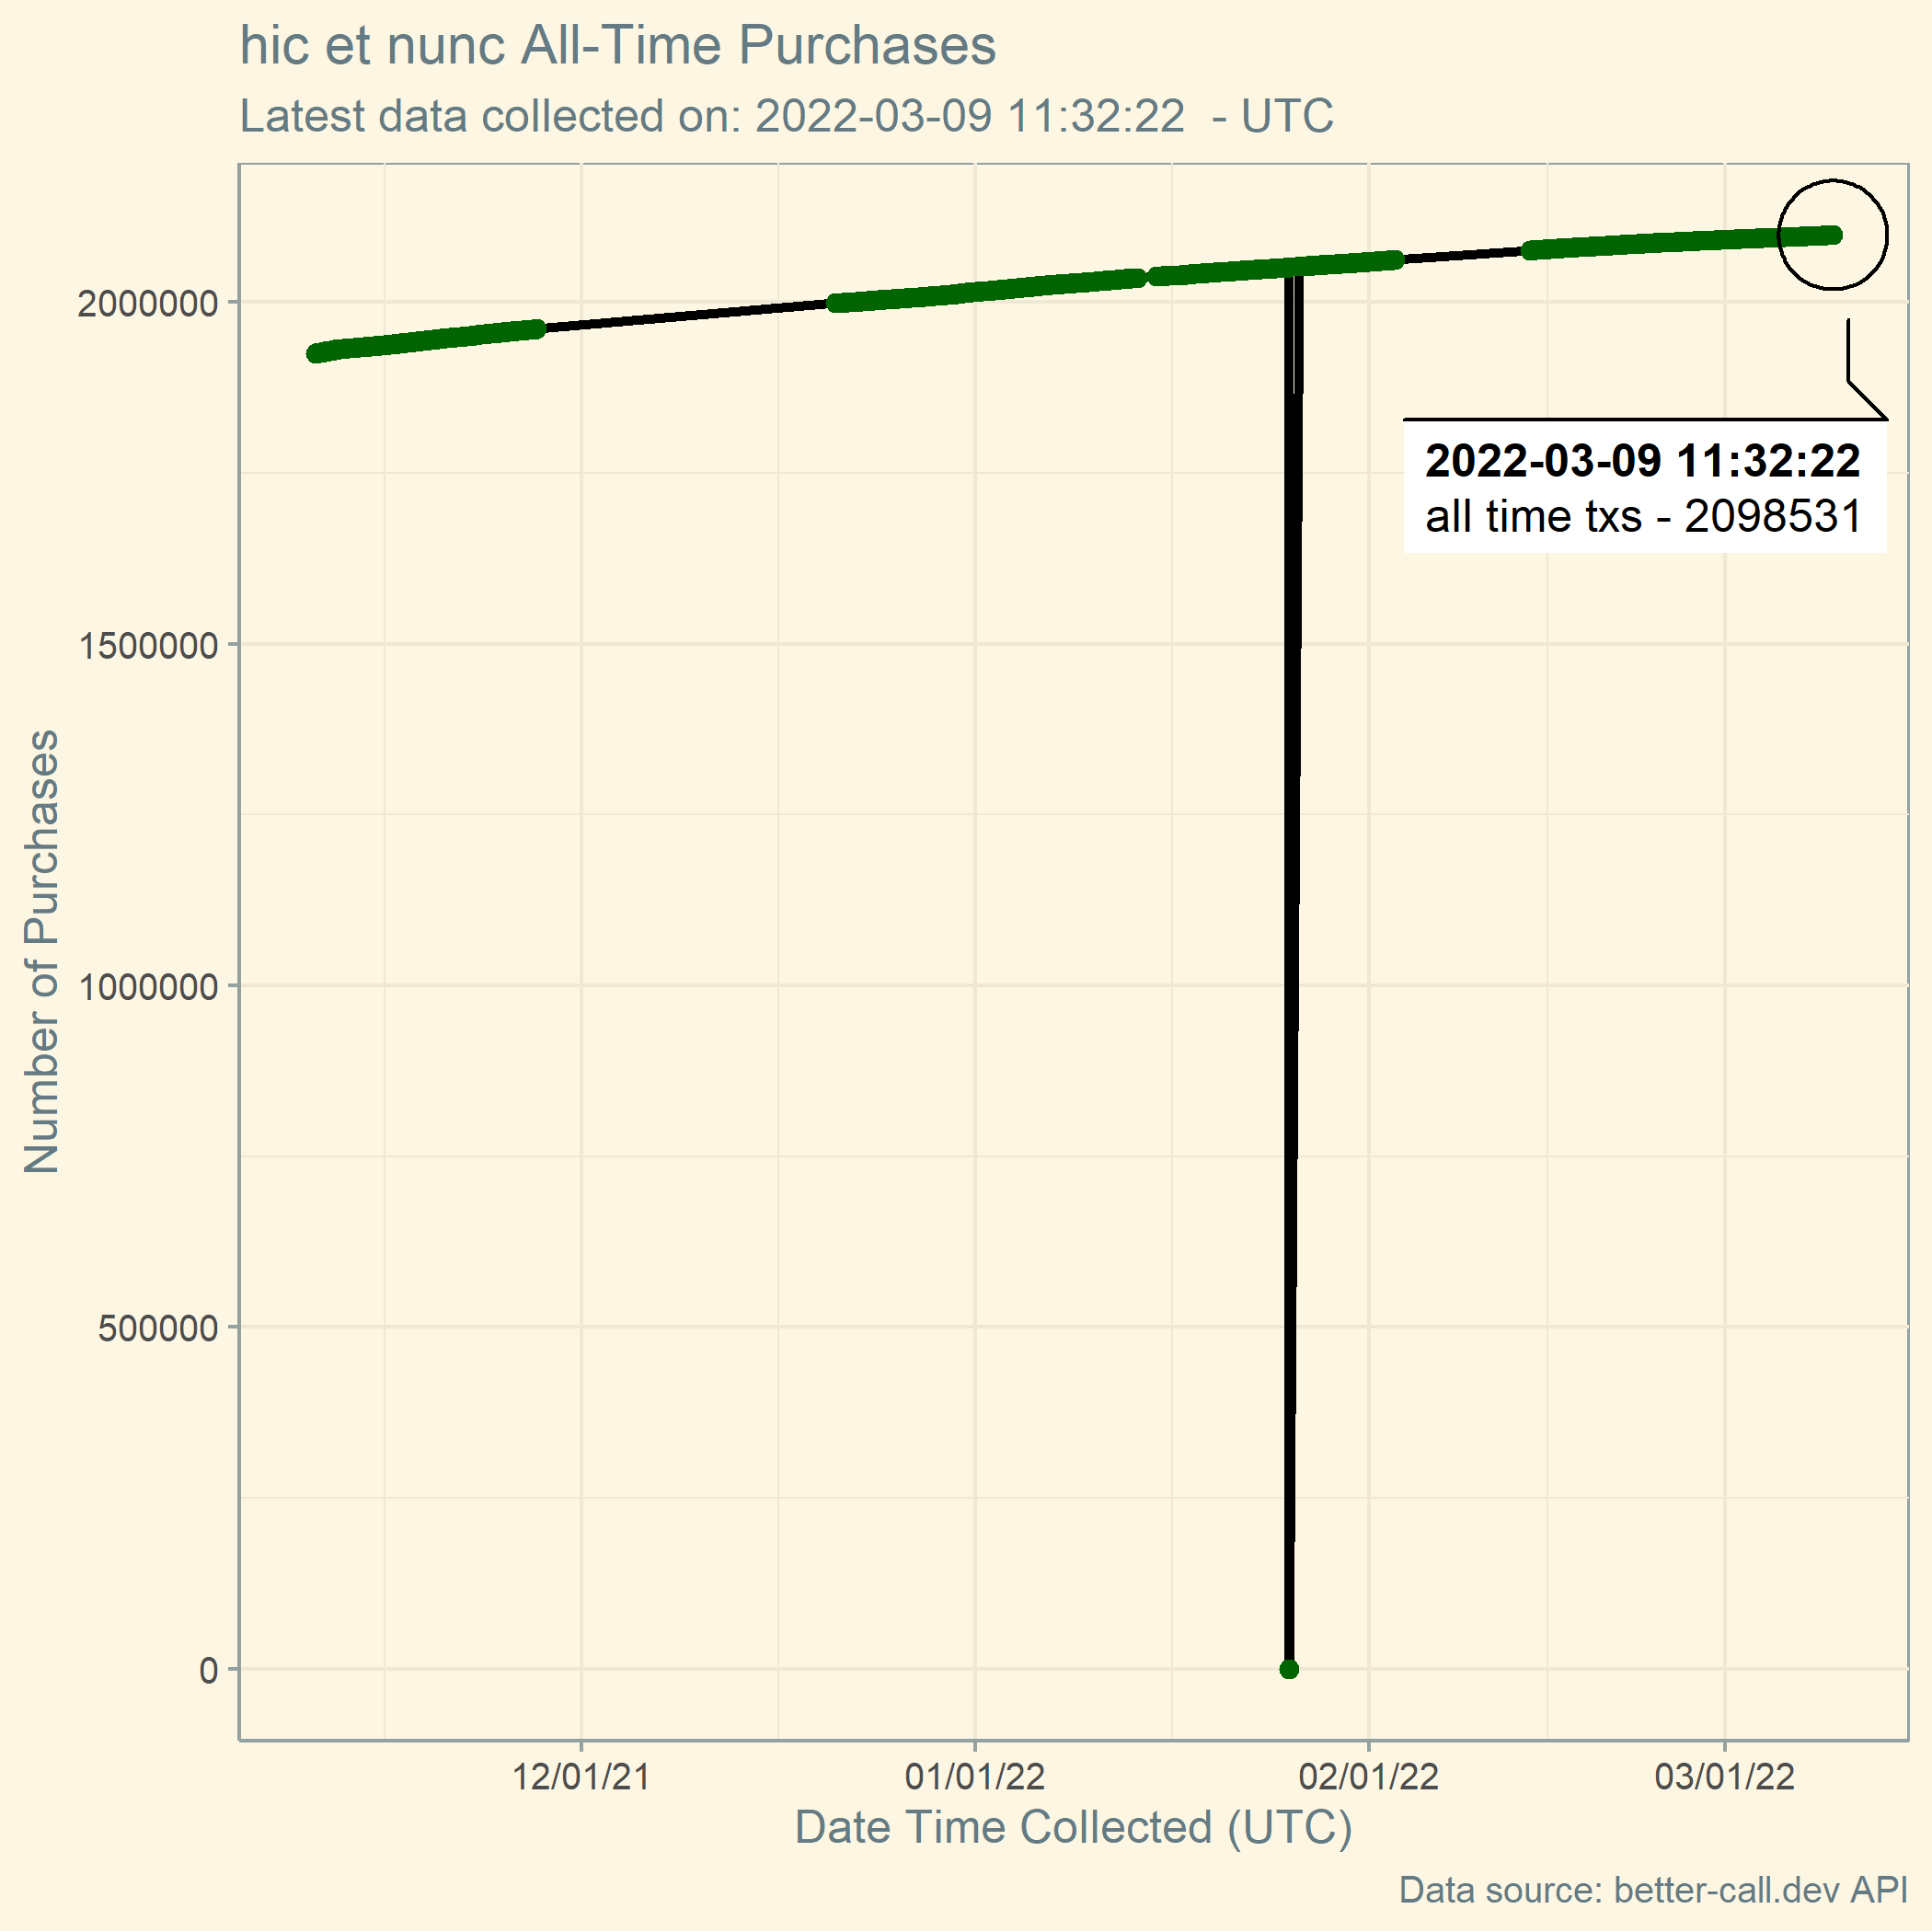 hic et nunc All-Time Purchases
Latest data collected on: 2022-03-09 11:32:22  - UTC
2000000
1500000
1000000
500000
0
Number of Purchases
2022-03-09 11:32:22
all time txs - 2098531
12/01/21
01/01/22
02/01/22
03/01/22
Date Time Collected (UTC)
Data source: better-call.dev API